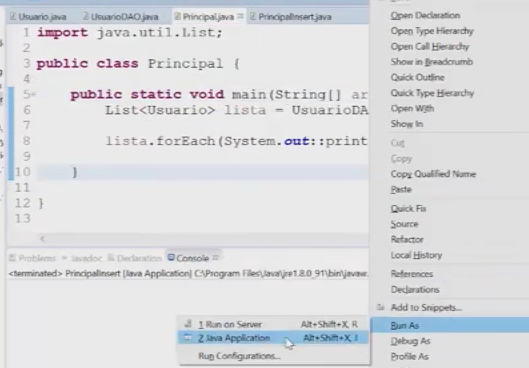 Usuario.java UsuarioDAO.java Principal.java PrincipalInsert.java
1 import java.util.List;
2
3 public class Principal {
4
5 public static void main(String[] ar
6 List<Usuario> lista = UsuarioDA
7
8 lista.forEach(System.out::print
9
10 }
11
12 }
13
Problems Javadoc Declaration Console
<terminated> PrincipalInsert [Java Application] C:\Program Files\Java\jre1.8.0_91\bin\javaw.
1 Run on Server Alt+Shift+X, R
2 Java Application Alt+Shift+X, J
Run Configurations...
Open Declaration
Open Type Hierarchy
Open Call Hierarchy
Show in Breadcrumb
Quick Outline
Quick Type Hierarchy
Open With
Show In
Cut
Copy
Copy Qualified Name
Paste
Quick Fix
Source
Refactor
Local History
References
Declarations
Add to Snippets...
Run As
Debug As
Profile As